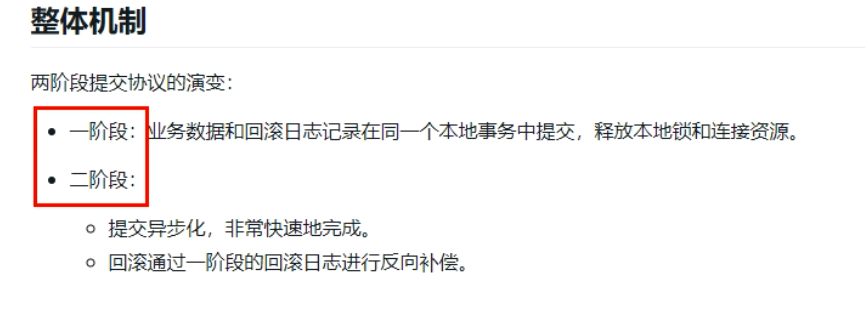 整体机制
两阶段提交协议的演变：
一阶段：业务数据和回滚日志记录在同一个本地事务中提交，释放本地锁和连接资源。
二阶段：
提交异步化，非常快速地完成。
回滚通过一阶段的回滚日志进行反向补偿。